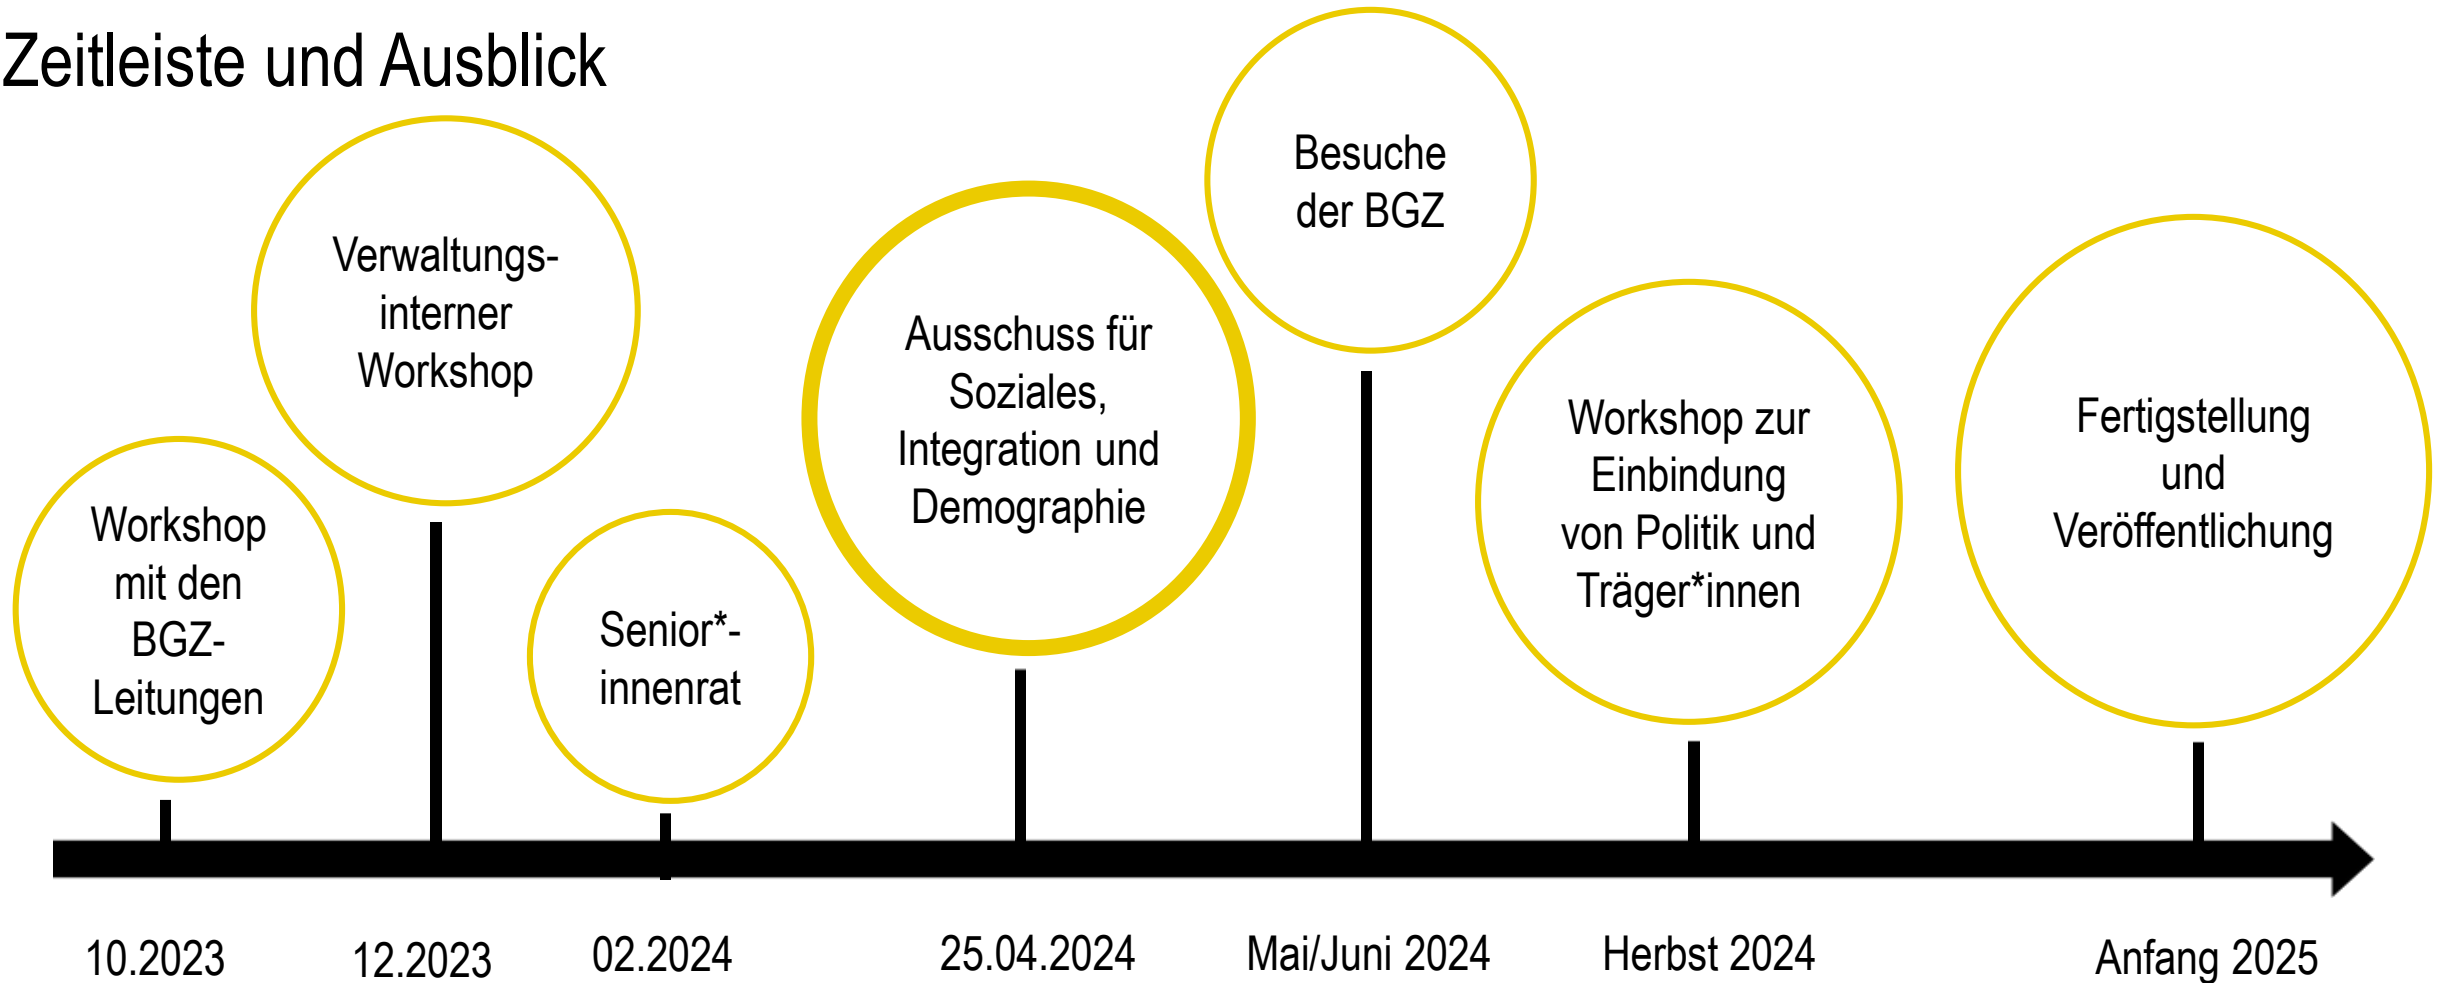 Zeitleiste und Ausblick
Workshop
mit den
BGZ-
Leitungen
Verwaltungs-
interner
Workshop
Senior*-
innenrat
Ausschuss für
Soziales,
Integration und
Demographie
Besuche
der BGZ
Workshop zur
Einbindung
von Politik und
Träger*innen
Fertigstellung
und
Veröffentlichung
10.2023
12.2023
02.2024
25.04.2024
Mai/Juni 2024
Herbst 2024
Anfang 2025